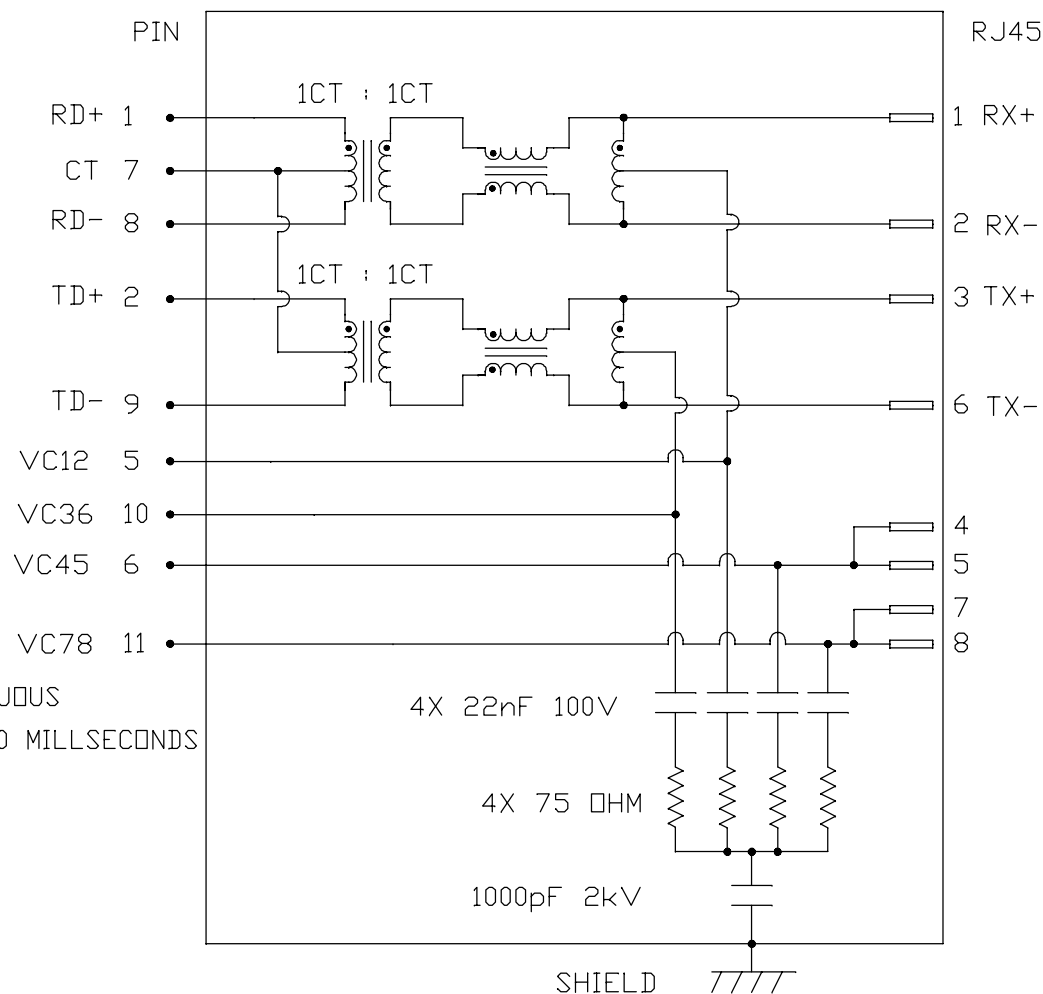 PIN RJ45
1CT : 1CT
RD+ 1 1 RX+
CT 7
RD- 8 2 RX-
1CT : 1CT
TD+ 2 3 TX+
TD- 9 6 TX-
VC12 5
VC36 10
4
VC45 6 5
7
VC78 11 8
4X 22nF 100V
MILLSECONDS
4X 75 OHM
1000pF 2kV
SHIELD